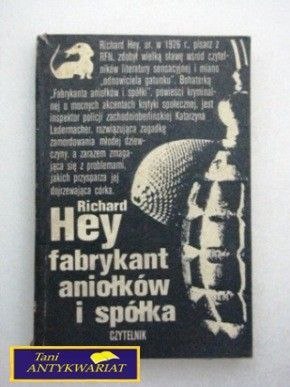 Richard Hey, ur. w 1926 r., pisarz z
RFN, zdobył wielką sławę wśród czytel-
ników literatury sensacyjnej i miano
"odnowiciela gatunku". Bohaterką
"Fabrykanta aniołków i spółki", powieści kryminal-
nej o mocnych akcentach krytyki społecznej, jest
inspektor policji zachodnioberlińskiej Katarzyna
Ledermacher, rozwiązująca zagadkę
zamordowania młodej dziew-
czyny, a zarazem zmaga-
jąca się z problemami,
jakich przysparza jej
dojrzewająca córka.
Richard
Hey
fabrykant
aniołków
i spółka
CZYTELNIK
Tani
ANTYKWARIAT